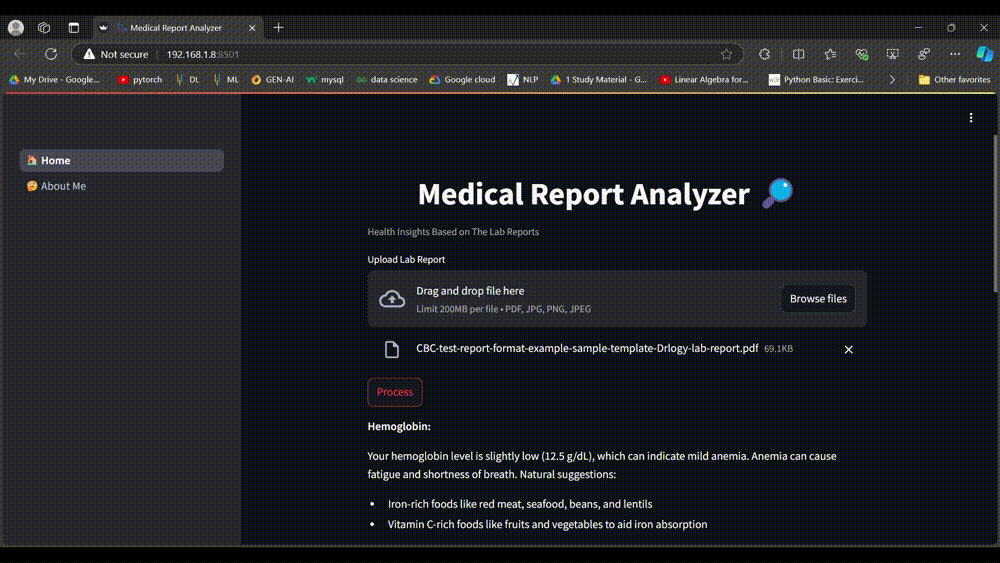 Medical Report Analyzer
Not secure
192.168.1.8:8501
My Drive - Google...
pytorch
DL
ML
GEN-AI
mysql
data science
Google cloud
NLP
1 Study Material - G...
Linear Algebra for...
Python Basic: Exerci...
Other favorites
Home
About Me
Medical Report Analyzer
Health Insights Based on The Lab Reports
Upload Lab Report
Drag and drop file here
Limit 200MB per file • PDF, JPG, PNG, JPEG
Browse files
CBC-test-report-format-example-sample-template-Drlogy-lab-report.pdf 69.1KB
Process
Hemoglobin:
Your hemoglobin level is slightly low (12.5 g/dL), which can indicate mild anemia. Anemia can cause
fatigue and shortness of breath. Natural suggestions:
• Iron-rich foods like red meat, seafood, beans, and lentils
• Vitamin C-rich foods like fruits and vegetables to aid iron absorption